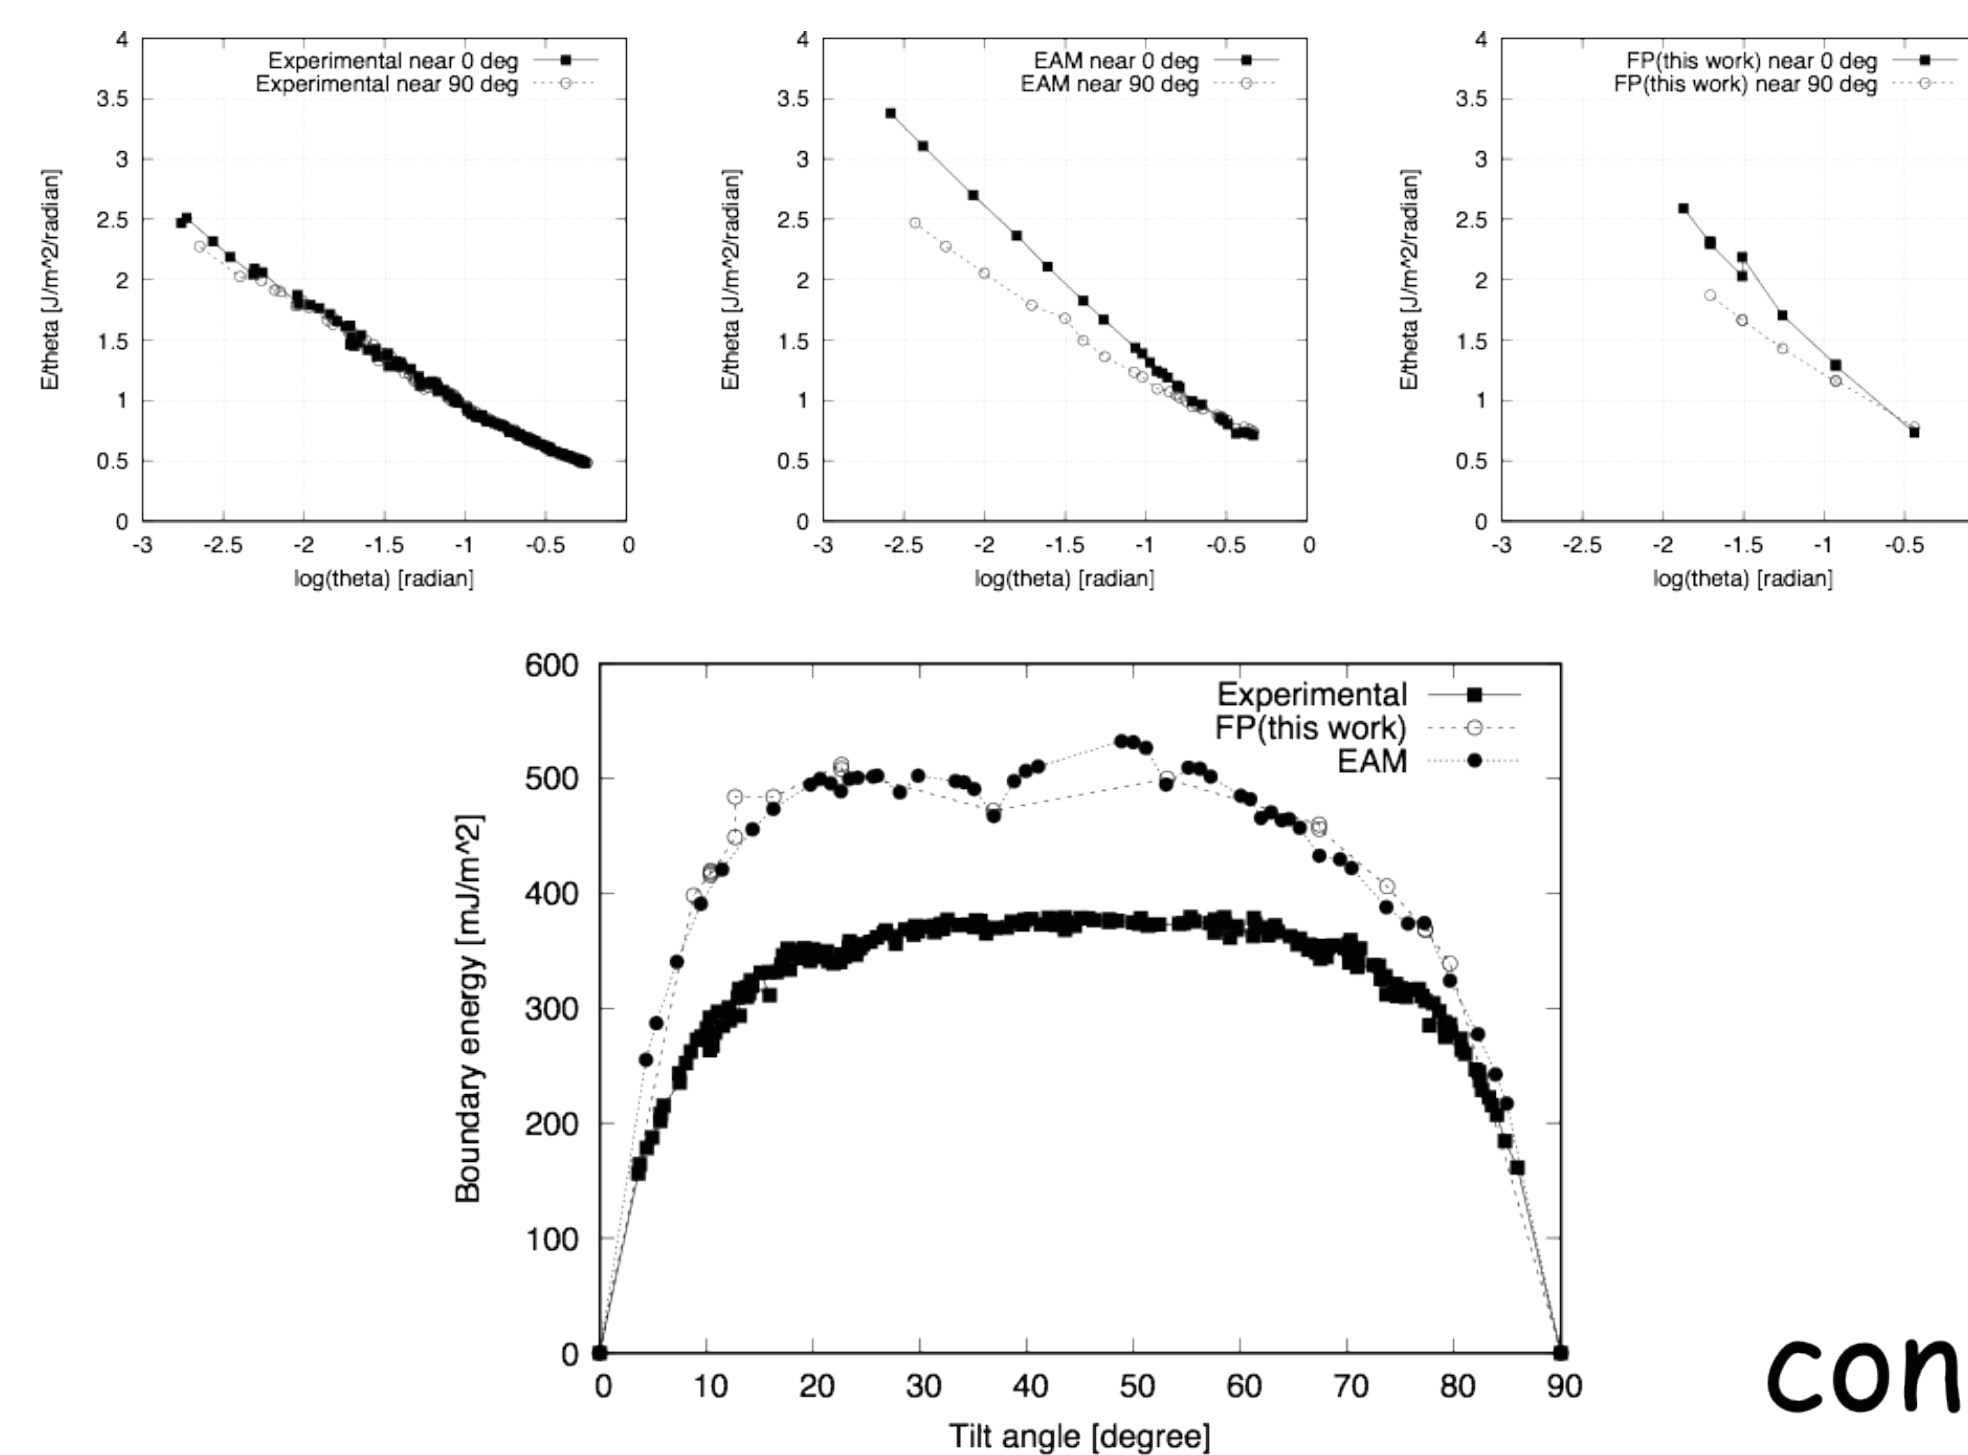 4
Experimental near 0 deg
Experimental near 90 deg
3.5
3
2.5
2
1.5
1
0.5
0
E/theta [J/m^2/radian]
-3 -2.5 -2 -1.5 -1 -0.5 0
log(theta) [radian]
4
EAM near 0 deg
EAM near 90 deg
3.5
3
2.5
2
1.5
1
0.5
0
E/theta [J/m^2/radian]
-3 -2.5 -2 -1.5 -1 -0.5 0
log(theta) [radian]
4
FP(this work) near 0 deg
FP(this work) near 90 deg
3.5
3
2.5
2
1.5
1
0.5
0
E/theta [J/m^2/radian]
-3 -2.5 -2 -1.5 -1 -0.5
log(theta) [radian]
600
Experimental
FP(this work)
EAM
500
400
300
200
100
0
Boundary energy [mJ/m^2]
0 10 20 30 40 50 60 70 80 90
Tilt angle [degree]
con